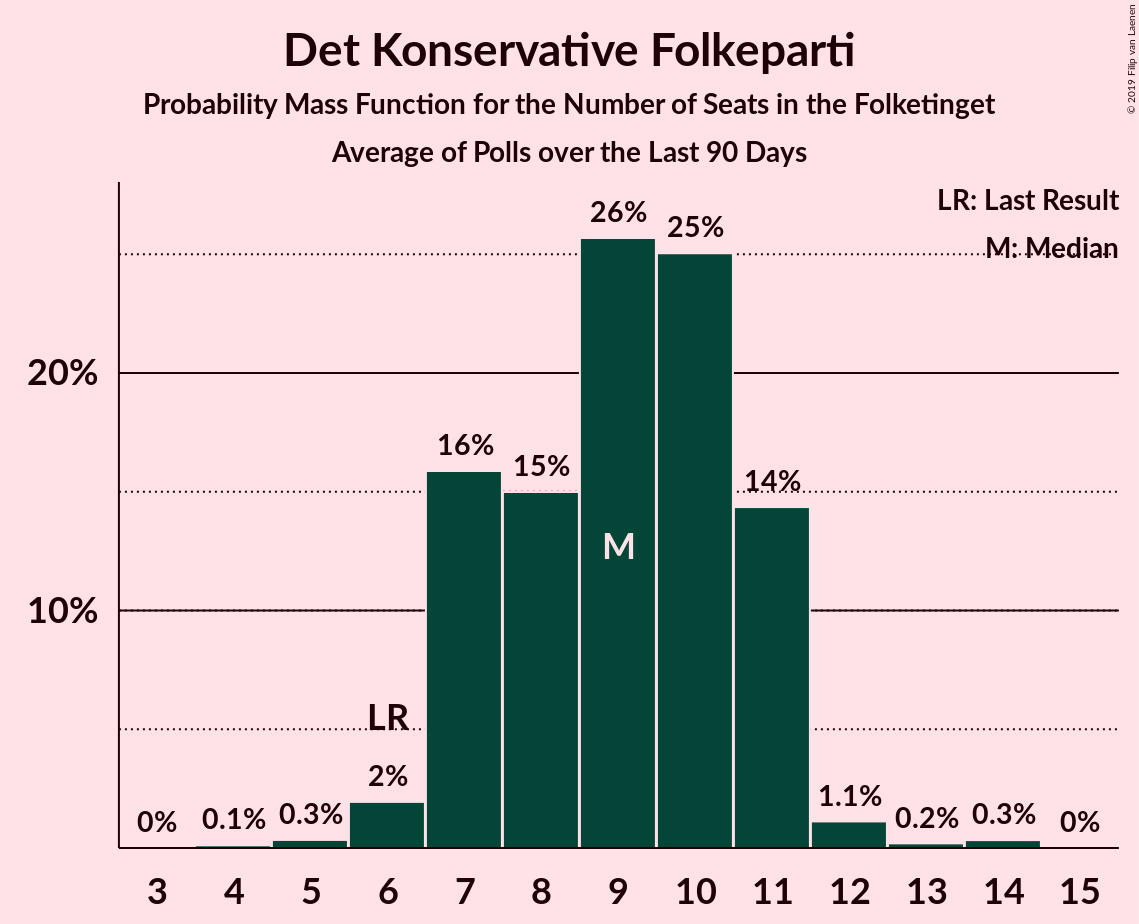 Det Konservative Folkeparti
Probability Mass Function for the Number of Seats in the Folketinget
Average of Polls over the Last 90 Days
© 2019 Filip van Laenen
LR: Last Result
M: Median
26%
25%
20%
16%
15%
14%
M
10%
LR
2%
1.1%
0%
0.1%
0.3%
0.2%
0.3%
0%
3 4 5 6 7 8 9 10 11 12 13 14 15